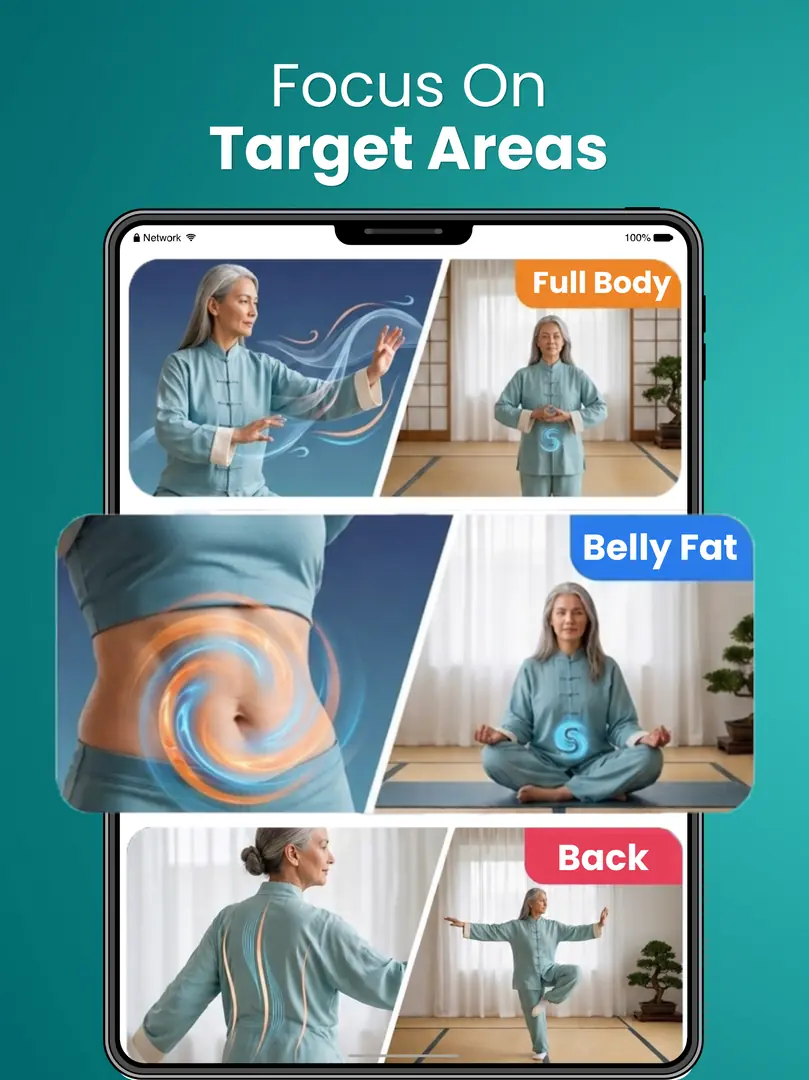 Focus On
Target Areas
Network
100%
Full Body
Belly Fat
Back